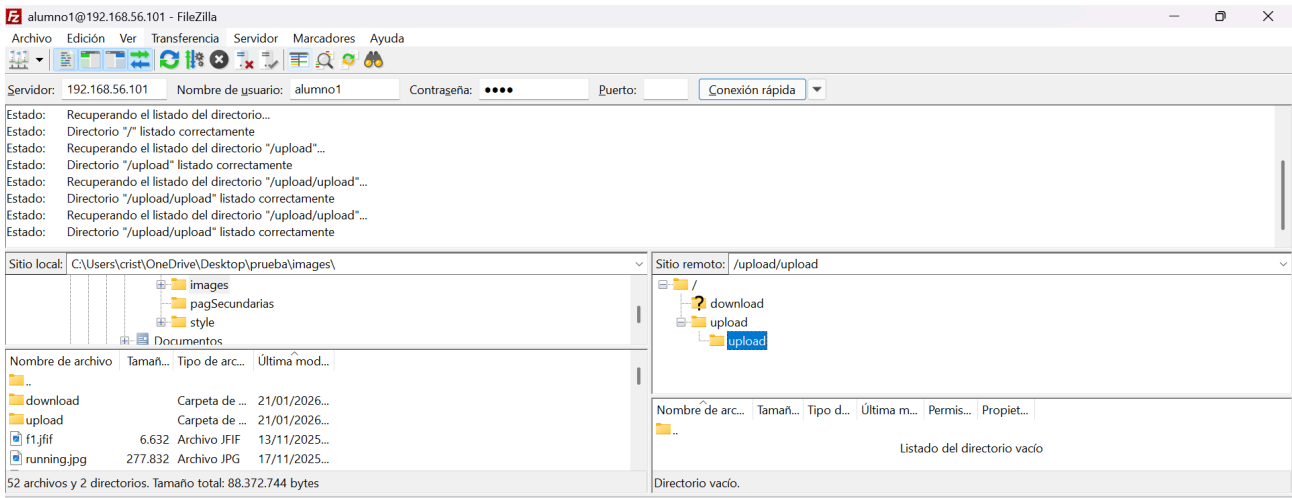 alumno1@192.168.56.101 - FileZilla
Archivo Edición Ver Transferencia Servidor Marcadores Ayuda
Servidor: 192.168.56.101 Nombre de usuario: alumno1 Contraseña: •••• Puerto: Conexión rápida
Estado: Recuperando el listado del directorio...
Estado: Directorio "/" listado correctamente
Estado: Recuperando el listado del directorio "/upload"...
Estado: Directorio "/upload" listado correctamente
Estado: Recuperando el listado del directorio "/upload/upload"...
Estado: Directorio "/upload/upload" listado correctamente
Estado: Recuperando el listado del directorio "/upload/upload"...
Estado: Directorio "/upload/upload" listado correctamente
Sitio local: C:\Users\crist\OneDrive\Desktop\prueba\images\
images
pagSecundarias
style
Documentos
Nombre de archivo Tamañ... Tipo de arc... Última mod...
..
download Carpeta de ... 21/01/2026...
upload Carpeta de ... 21/01/2026...
f1.jfif 6.632 Archivo JFIF 13/11/2025...
running.jpg 277.832 Archivo JPG 17/11/2025...
52 archivos y 2 directorios. Tamaño total: 88.372.744 bytes
Sitio remoto: /upload/upload
/
? download
upload
upload
Nombre de arc... Tamañ... Tipo d... Última m... Permis... Propiet...
..
Listado del directorio vacío
Directorio vacío.